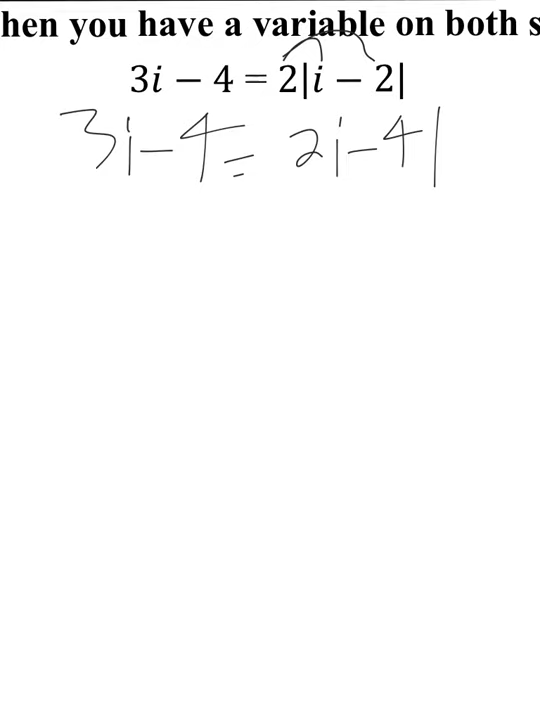 hen you have a variable on both s
3i − 4 = 2|i − 2|
3i − 4 = 2i − 4|